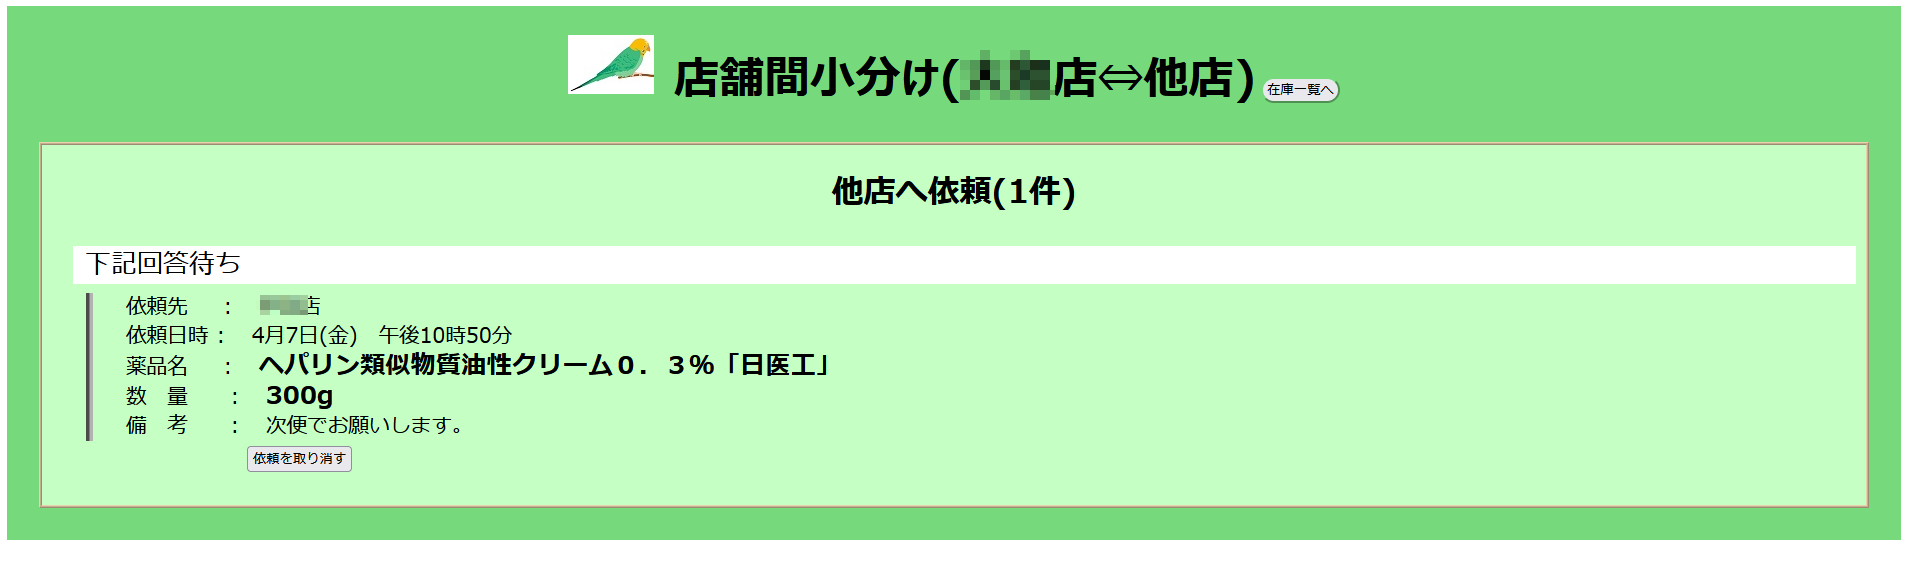 店舗間小分け(店⇔他店) 在庫一覧へ
他店へ依頼(1件)
下記回答待ち
依頼先 : 店
依頼日時 : 4月7日(金) 午後10時50分
薬品名 : ヘパリン類似物質油性クリーム０．３％「日医工」
数 量 : 300g
備 考 : 次便でお願いします。
依頼を取り消す